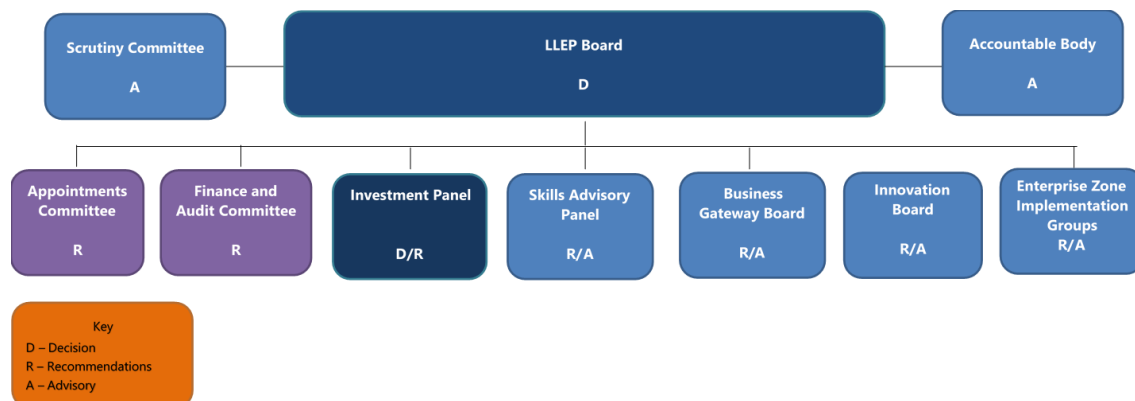 Scrutiny Committee
A
LLEP Board
D
Accountable Body
A
Appointments
Committee
R
Finance and
Audit Committee
R
Investment Panel
D/R
Skills Advisory
Panel
R/A
Business
Gateway Board
R/A
Innovation
Board
R/A
Enterprise Zone
Implementation
Groups
R/A
Key
D – Decision
R – Recommendations
A – Advisory